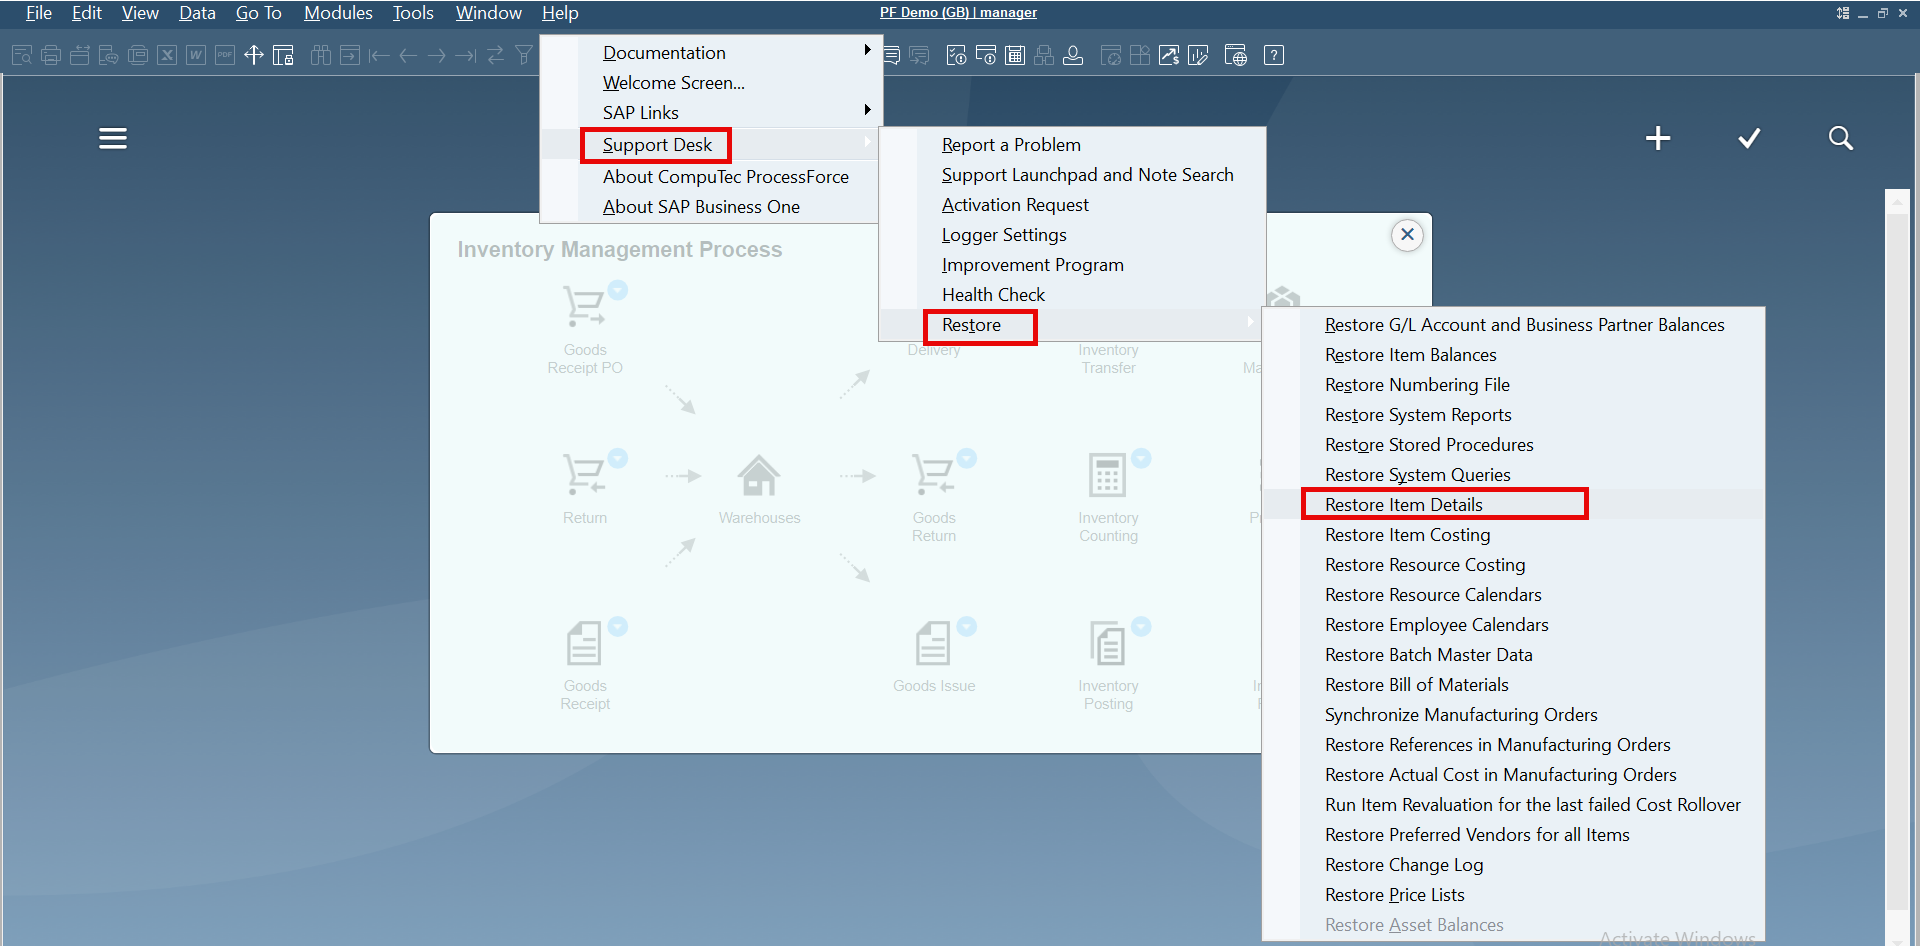 File Edit View Data Go To Modules Tools Window Help
PF Demo (GB) | manager
Documentation
Welcome Screen...
SAP Links
Support Desk
About CompuTec ProcessForce
About SAP Business One
Report a Problem
Support Launchpad and Note Search
Activation Request
Logger Settings
Improvement Program
Health Check
Restore
Restore G/L Account and Business Partner Balances
Restore Item Balances
Restore Numbering File
Restore System Reports
Restore Stored Procedures
Restore System Queries
Restore Item Details
Restore Item Costing
Restore Resource Costing
Restore Resource Calendars
Restore Employee Calendars
Restore Batch Master Data
Restore Bill of Materials
Synchronize Manufacturing Orders
Restore References in Manufacturing Orders
Restore Actual Cost in Manufacturing Orders
Run Item Revaluation for the last failed Cost Rollover
Restore Preferred Vendors for all Items
Restore Change Log
Restore Price Lists
Restore Asset Balances
Activate Windows
Inventory Management Process
Goods
Receipt PO
Delivery
Inventory
Transfer
Ma
Return
Warehouses
Goods
Return
Inventory
Counting
Goods
Receipt
Goods Issue
Inventory
Posting